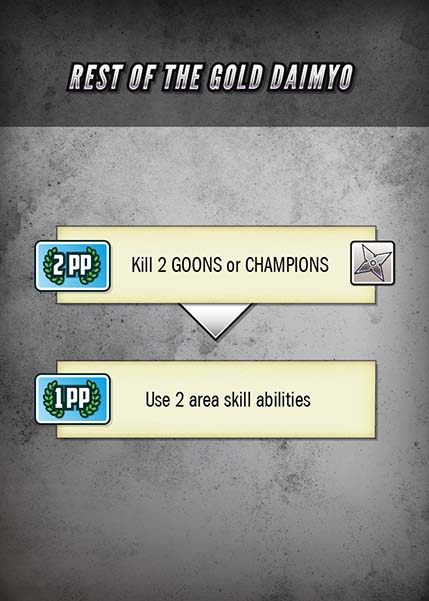 REST OF THE GOLD DAIMYO
2 PP
Kill 2 GOONS or CHAMPIONS
1 PP
Use 2 area skill abilities